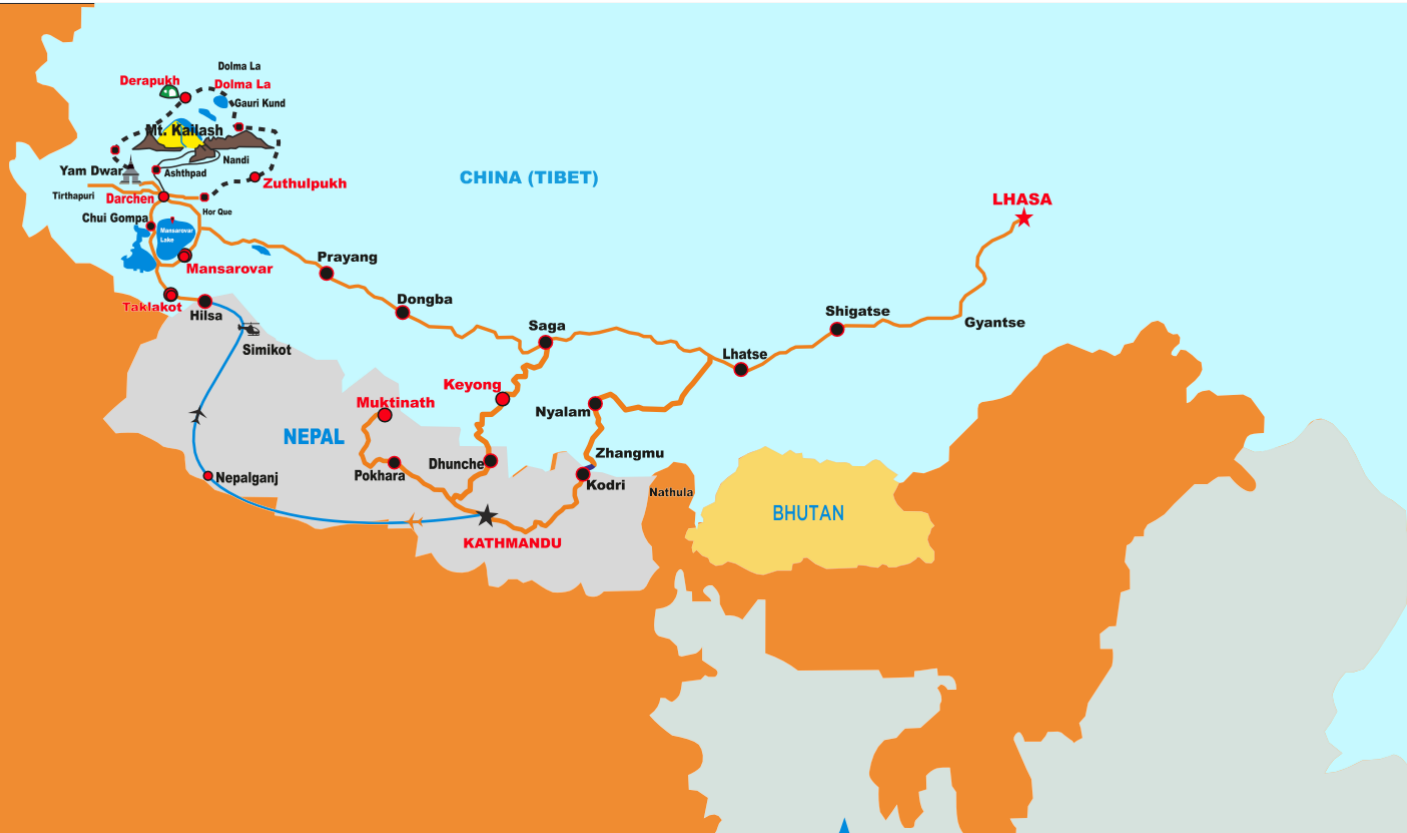 Dolma La
Derapukh
Dolma La
Gauri Kund
Mt. Kailash
Nandi
Yam Dwar
Ashthpad
Zuthulpukh
Tirthapuri
Darchen
Hor Que
Chui Gompa
Mansarovar
Lake
Mansarovar
Taklakot
Hilsa
Simikot
CHINA (TIBET)
LHASA
Prayang
Dongba
Saga
Shigatse
Gyantse
Lhatse
Keyong
Muktinath
Nyalam
NEPAL
Zhangmu
Dhunche
Pokhara
Nepalganj
Kodri
Nathula
BHUTAN
KATHMANDU